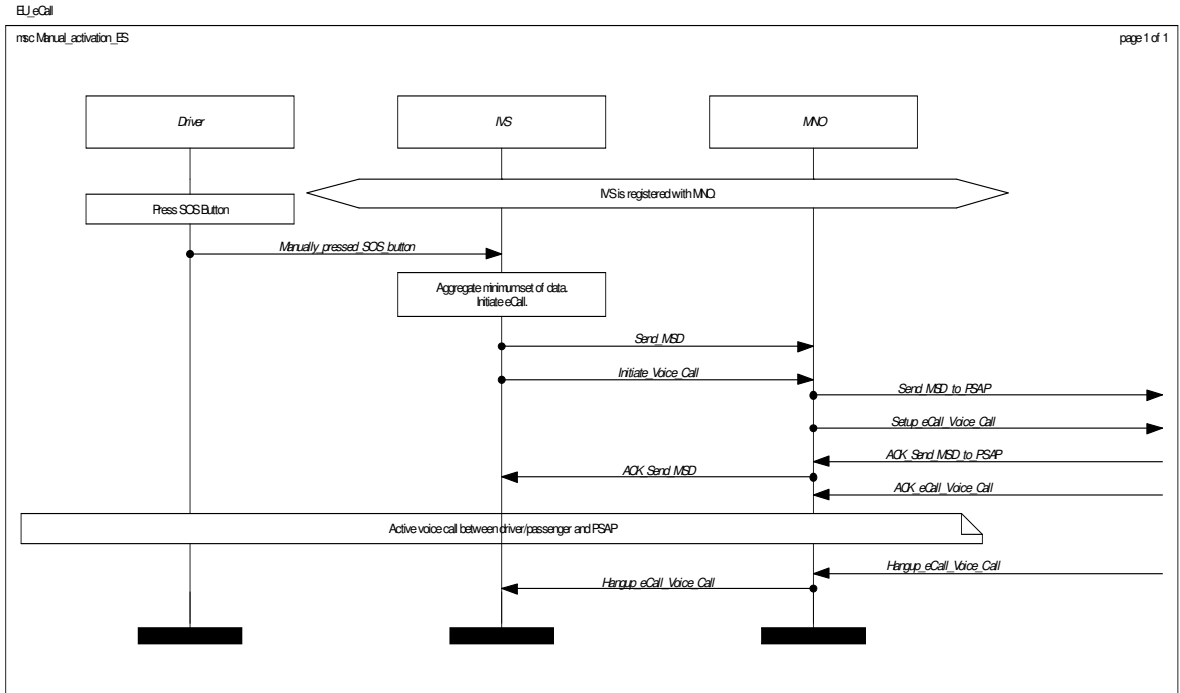 EU_eCall
msc Manual_activation_ES
page 1 of 1
Driver
IVS
MNO
IVS is registered with MNO.
Press SOS Button
Manually_pressed_SOS_button
Aggregate minimum set of data.
Initiate eCall.
Send_MSD
Initiate_Voice_Call
Send_MSD_to_PSAP
Setup_eCall_Voice_Call
ACK_Send_MSD_to_PSAP
ACK_Send_MSD
ACK_eCall_Voice_Call
Active voice call between driver/passenger and PSAP
Hangup_eCall_Voice_Call
Hangup_eCall_Voice_Call